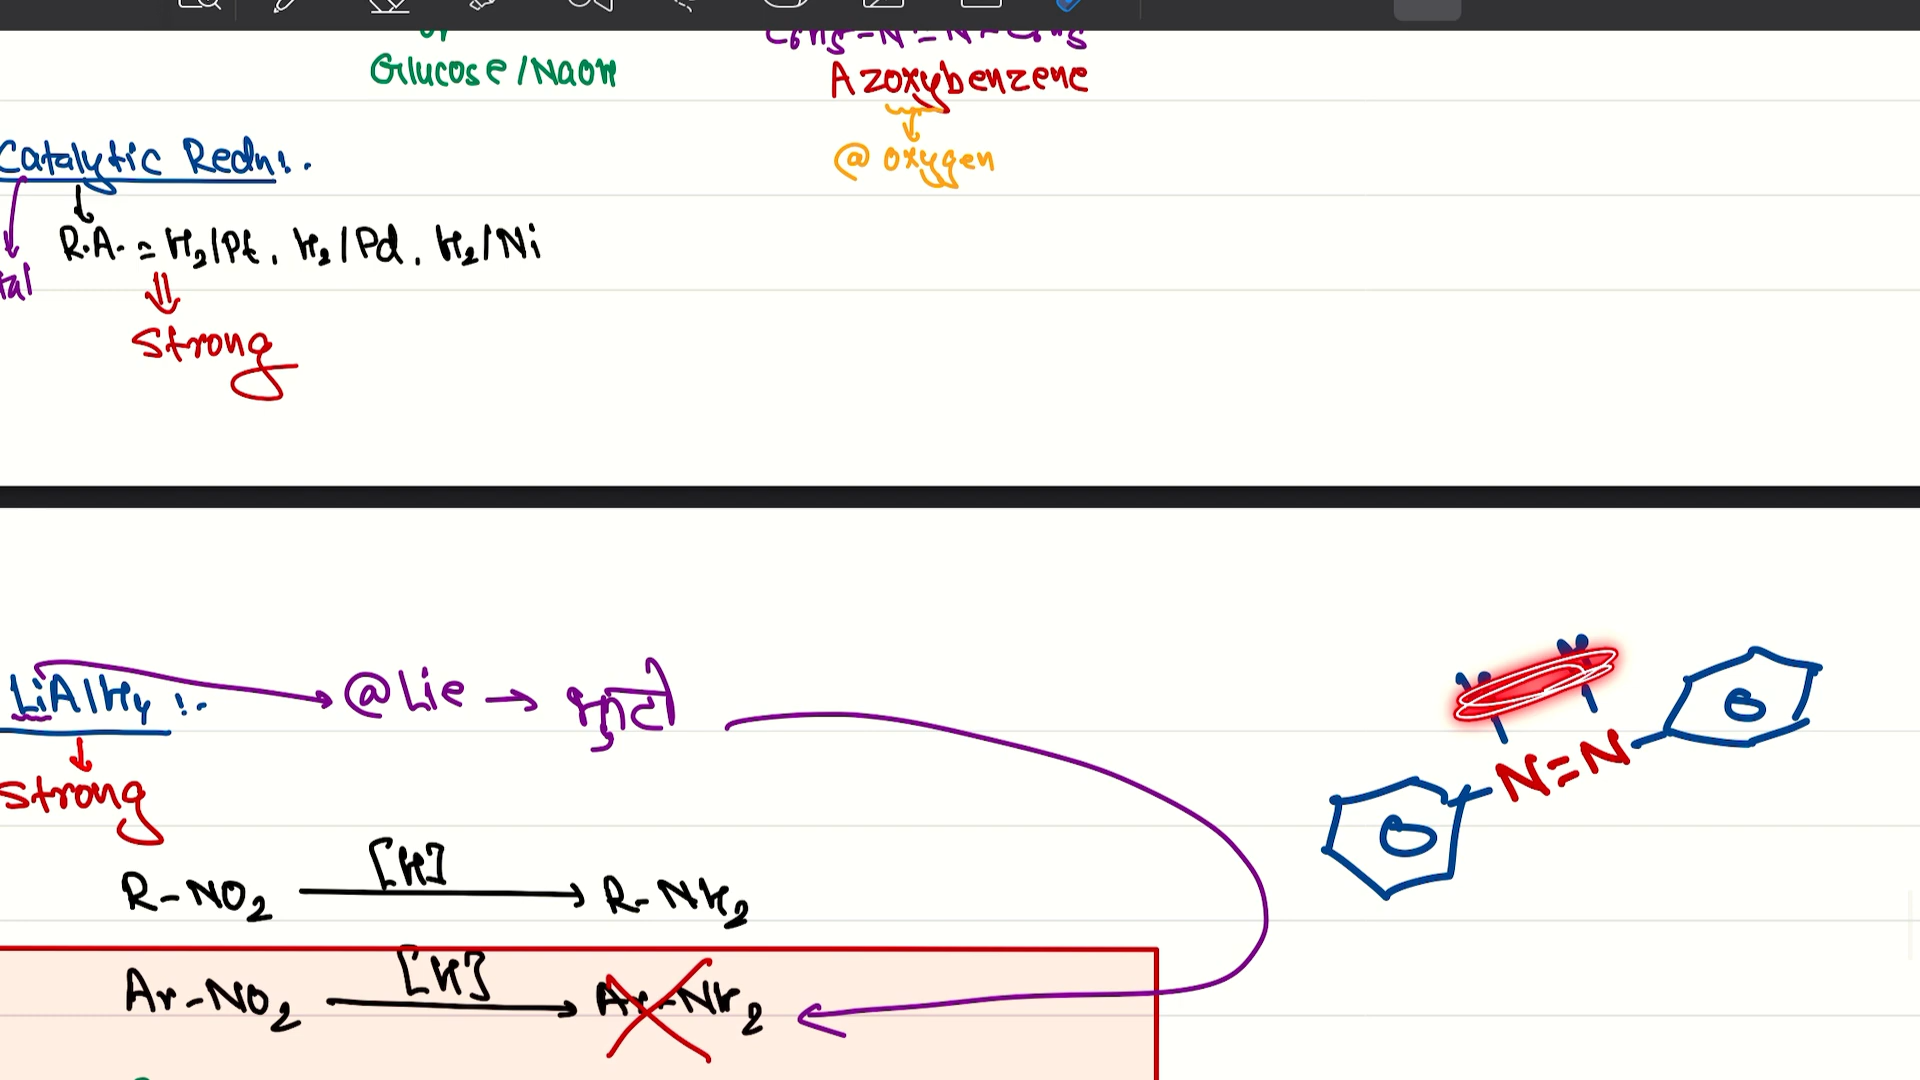 Glucose/NaOH
Azoxybenzene
@ oxygen
Catalytic Redn:.
R.A. = H2/Pt, H2/Pd, H2/Ni
Strong
LiAlH4 :.
@Lie →
Strong
R-NO2 [H] → R-NH2
Ar-NO2 [H] → Ar-NH2
N=N